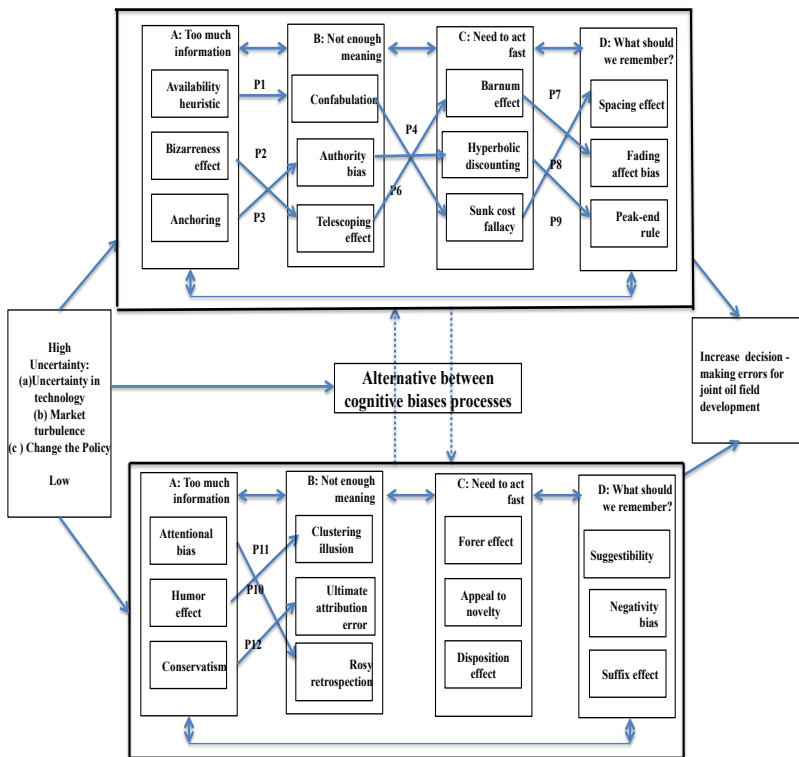 A: Too much
information
B: Not enough
meaning
C: Need to act
fast
D: What should
we remember?
Availability
heuristic
Bizarreness
effect
Anchoring
P1
P2
P3
Confabulation
Authority
bias
Telescoping
effect
P4
P6
Barnum
effect
Hyperbolic
discounting
Sunk cost
fallacy
P7
P8
P9
Spacing effect
Fading
affect bias
Peak-end
rule
High
Uncertainty:
(a)Uncertainty in
technology
(b) Market
turbulence
(c ) Change the Policy
Low
Alternative between
cognitive biases processes
Increase decision -
making errors for
joint oil field
development
A: Too much
information
B: Not enough
meaning
C: Need to act
fast
D: What should
we remember?
Attentional
bias
Humor
effect
Conservatism
P11
P10
P12
Clustering
illusion
Ultimate
attribution
error
Rosy
retrospection
Forer effect
Appeal to
novelty
Disposition
effect
Suggestibility
Negativity
bias
Suffix effect